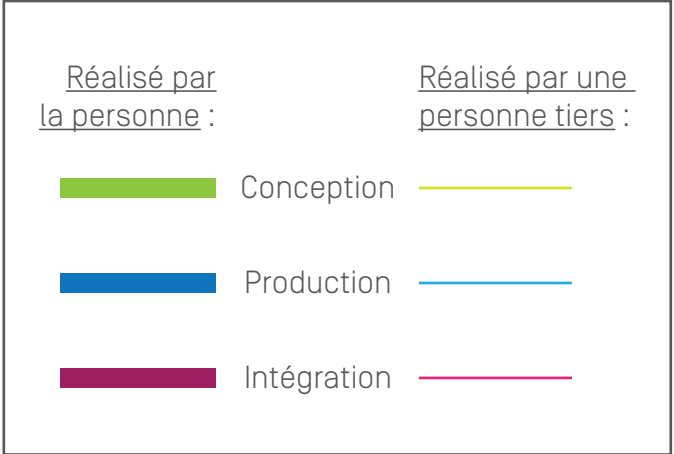 Réalisé par
la personne :
Réalisé par une
personne tiers :
Conception
Production
Intégration